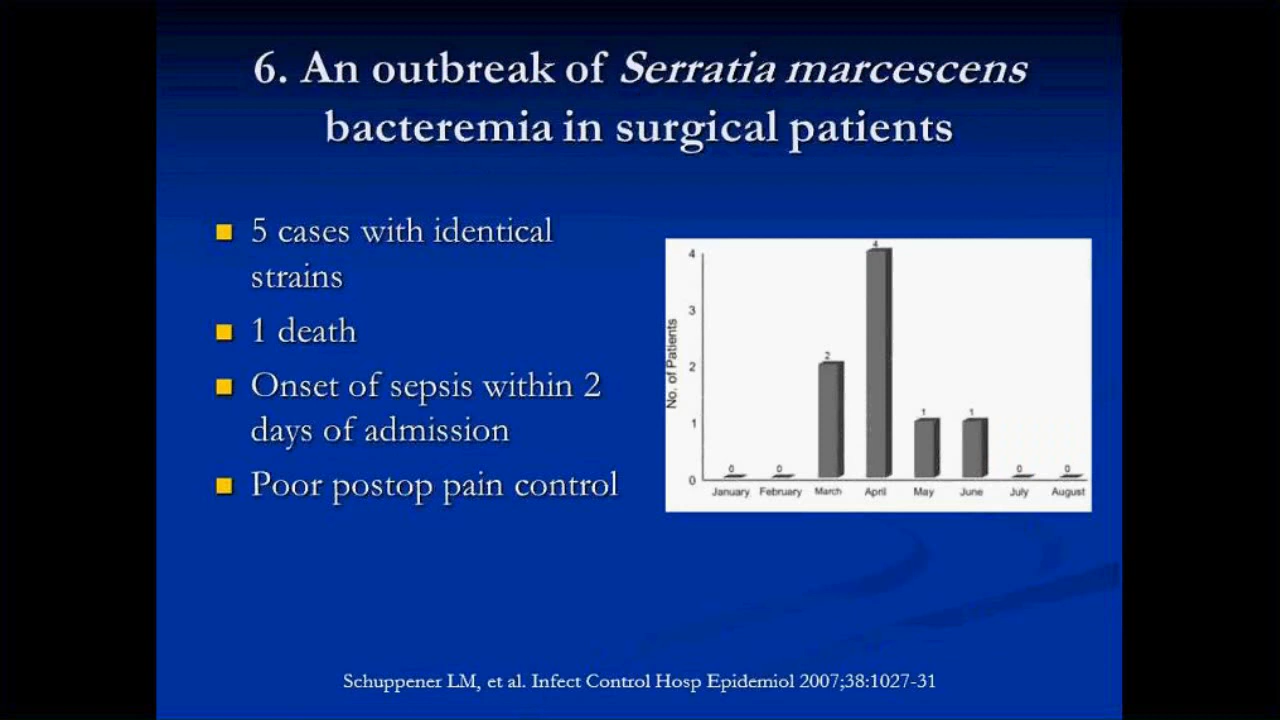 6. An outbreak of Serratia marcescens
bacteremia in surgical patients
5 cases with identical
strains
1 death
Onset of sepsis within 2
days of admission
Poor postop pain control
No. of Patients
4
3
2
1
0
0
0
2
4
1
1
0
0
January February March April May June July August
Schuppener LM, et al. Infect Control Hosp Epidemiol 2007;38:1027-31